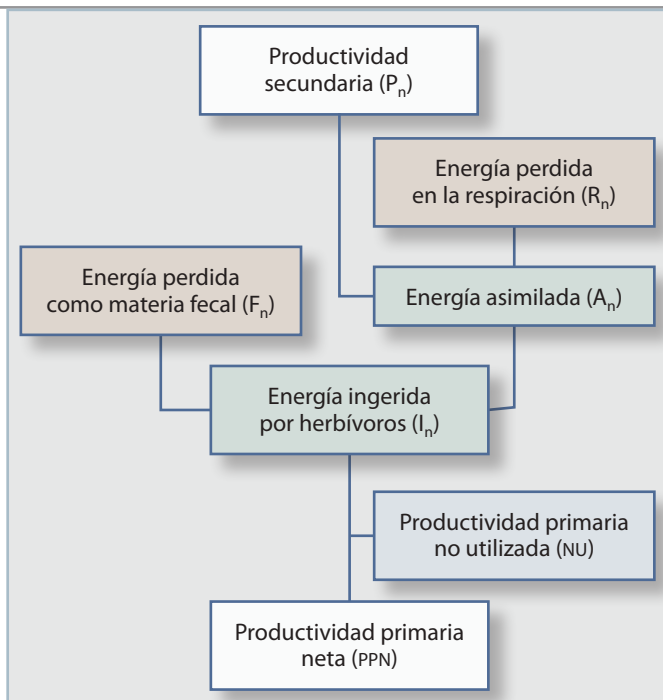 Productividad
secundaria (Pn)
Energía perdida
en la respiración (Rn)
Energía perdida
como materia fecal (Fn)
Energía asimilada (An)
Energía ingerida
por herbívoros (In)
Productividad primaria
no utilizada (NU)
Productividad primaria
neta (PPN)